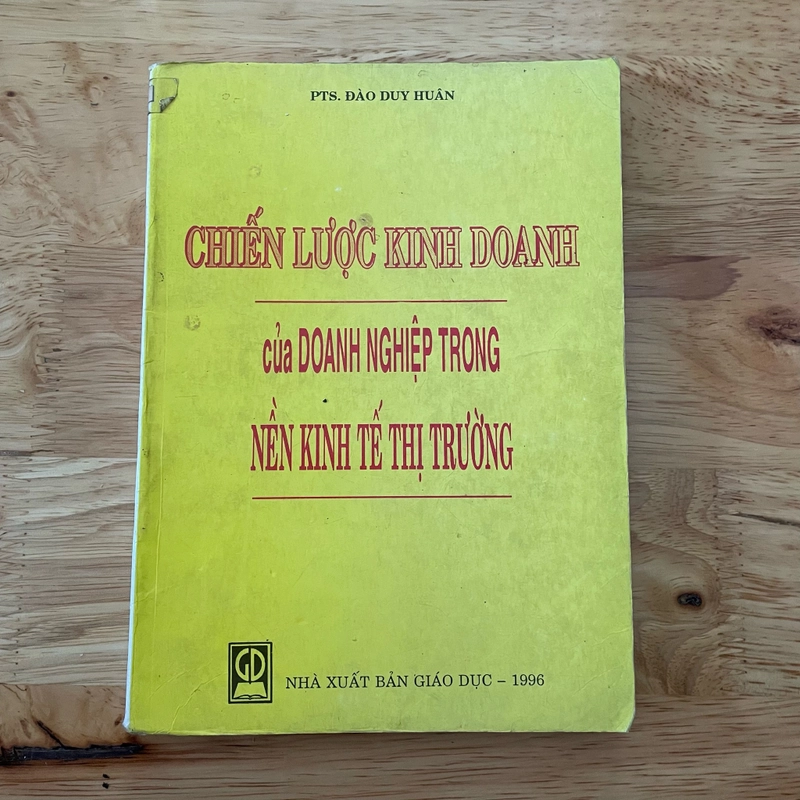 PTS. ĐÀO DUY HUÂN
CHIẾN LƯỢC KINH DOANH
của DOANH NGHIỆP TRONG
NỀN KINH TẾ THỊ TRƯỜNG
GD
NHÀ XUẤT BẢN GIÁO DỤC – 1996